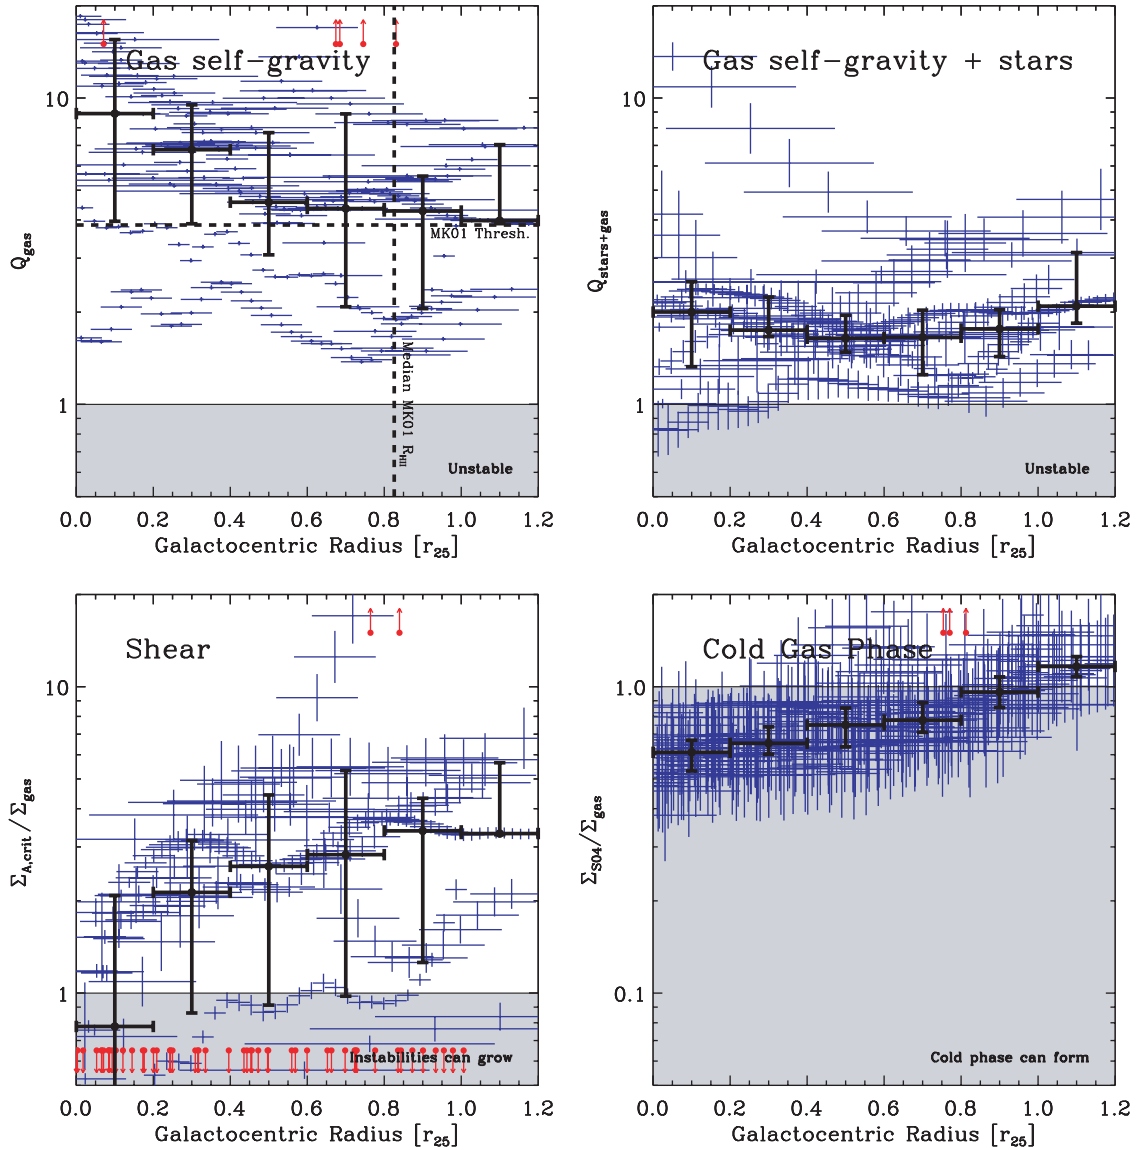 Gas self-gravity
10
1
Q_gas
MK01 Thresh.
Median MK01 R_HII
Unstable
0.0 0.2 0.4 0.6 0.8 1.0 1.2
Galactocentric Radius [r_25]
Gas self-gravity + stars
10
1
Q_stars+gas
Unstable
0.0 0.2 0.4 0.6 0.8 1.0 1.2
Galactocentric Radius [r_25]
Shear
10
1
Σ_A,crit/Σ_gas
Instabilities can grow
0.0 0.2 0.4 0.6 0.8 1.0 1.2
Galactocentric Radius [r_25]
Cold Gas Phase
1.0
0.1
Σ_S04/Σ_gas
Cold phase can form
0.0 0.2 0.4 0.6 0.8 1.0 1.2
Galactocentric Radius [r_25]